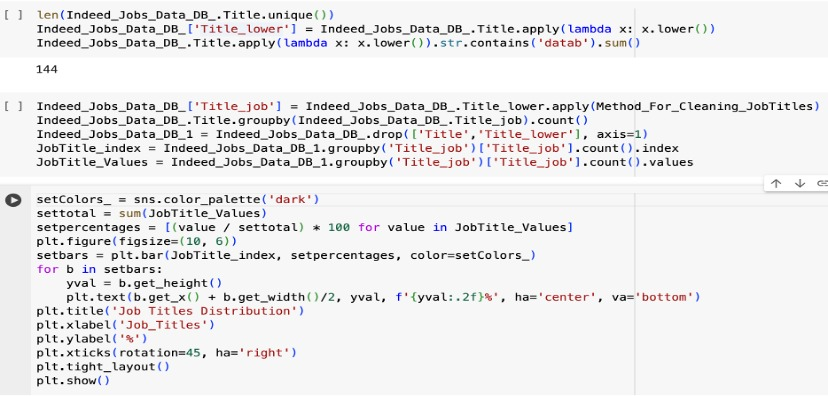 [ ] len(Indeed_Jobs_Data_DB_.Title.unique())
Indeed_Jobs_Data_DB_['Title_lower'] = Indeed_Jobs_Data_DB_.Title.apply(lambda x: x.lower())
Indeed_Jobs_Data_DB_.Title.apply(lambda x: x.lower()).str.contains('datab').sum()
144
[ ] Indeed_Jobs_Data_DB_['Title_job'] = Indeed_Jobs_Data_DB_.Title_lower.apply(Method_For_Cleaning_JobTitles)
Indeed_Jobs_Data_DB_.Title.groupby(Indeed_Jobs_Data_DB_.Title_job).count()
Indeed_Jobs_Data_DB_1 = Indeed_Jobs_Data_DB_.drop(['Title','Title_lower'], axis=1)
JobTitle_index = Indeed_Jobs_Data_DB_1.groupby('Title_job')['Title_job'].count().index
JobTitle_Values = Indeed_Jobs_Data_DB_1.groupby('Title_job')['Title_job'].count().values
setColors_ = sns.color_palette('dark')
settotal = sum(JobTitle_Values)
setpercentages = [(value / settotal) * 100 for value in JobTitle_Values]
plt.figure(figsize=(10, 6))
setbars = plt.bar(JobTitle_index, setpercentages, color=setColors_)
for b in setbars:
    yval = b.get_height()
    plt.text(b.get_x() + b.get_width()/2, yval, f'{yval:.2f}%', ha='center', va='bottom')
plt.title('Job Titles Distribution')
plt.xlabel('Job_Titles')
plt.ylabel('%')
plt.xticks(rotation=45, ha='right')
plt.tight_layout()
plt.show()